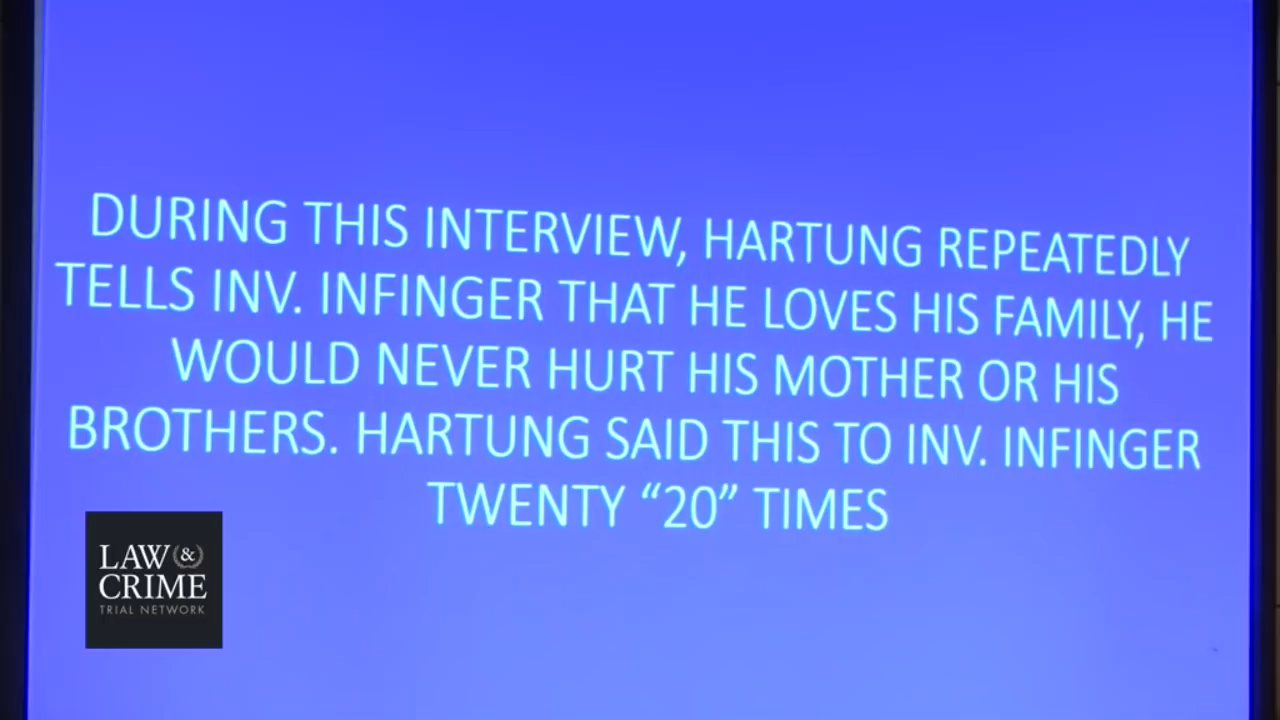 DURING THIS INTERVIEW, HARTUNG REPEATEDLY
TELLS INV. INFINGER THAT HE LOVES HIS FAMILY, HE
WOULD NEVER HURT HIS MOTHER OR HIS
BROTHERS. HARTUNG SAID THIS TO INV. INFINGER
TWENTY “20” TIMES
LAW &
CRIME
TRIAL NETWORK